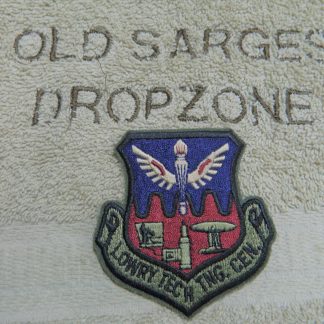 OLD SARGES
DROPZONE
LOWRY TECH TNG. CEN.